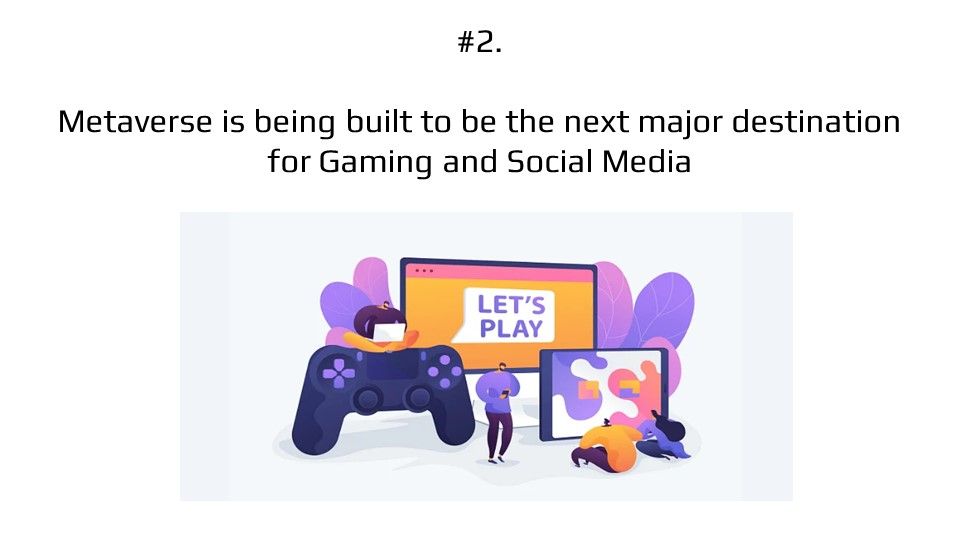 #2.
Metaverse is being built to be the next major destination
for Gaming and Social Media
LET'S
PLAY